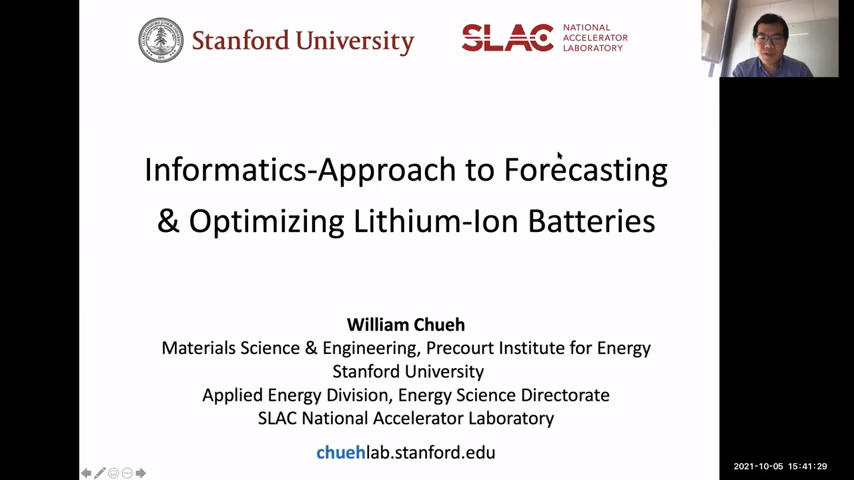 Stanford University
SLAC NATIONAL ACCELERATOR LABORATORY
Informatics-Approach to Forecasting
& Optimizing Lithium-Ion Batteries
William Chueh
Materials Science & Engineering, Precourt Institute for Energy
Stanford University
Applied Energy Division, Energy Science Directorate
SLAC National Accelerator Laboratory
chuehlab.stanford.edu
2021-10-05 15:41:29